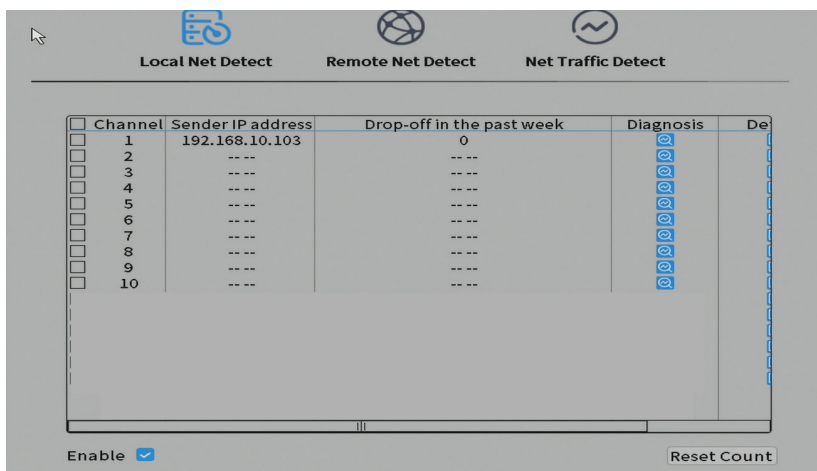 Local Net Detect Remote Net Detect Net Traffic Detect
Channel Sender IP address Drop-off in the past week Diagnosis De
1 192.168.10.103 0
2 -- -- -- --
3 -- -- -- --
4 -- -- -- --
5 -- -- -- --
6 -- -- -- --
7 -- -- -- --
8 -- -- -- --
9 -- -- -- --
10 -- -- -- --
Enable Reset Count